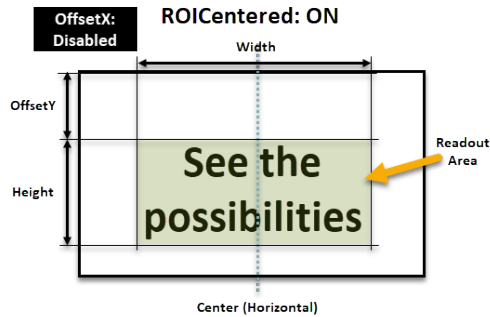 OffsetX:
Disabled
ROICentered: ON
Width
OffsetY
See the
possibilities
Readout
Area
Height
Center (Horizontal)